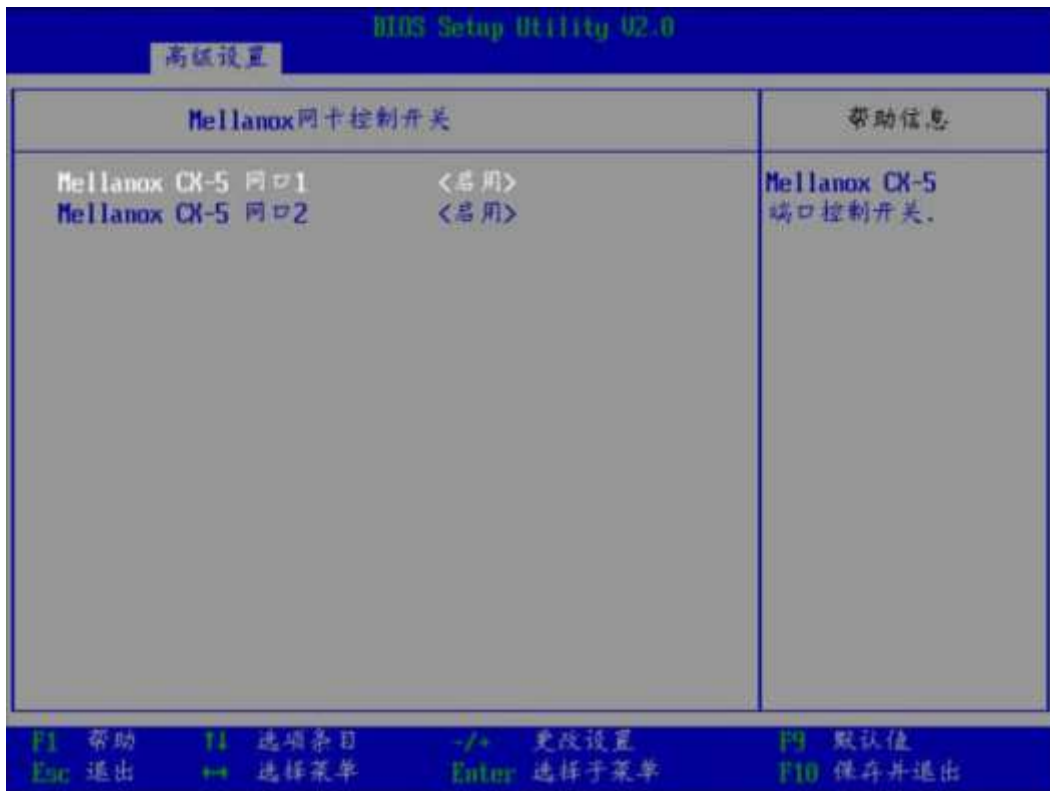 BIOS Setup Utility V2.0
高级设置
Mellanox网卡控制开关
帮助信息
Mellanox CX-5 网口1 <启用>
Mellanox CX-5 网口2 <启用>
Mellanox CX-5
端口控制开关.
F1 帮助 ↑↓ 选项条目 -/+ 更改设置 F9 默认值
Esc 退出 ←→ 选择菜单 Enter 选择子菜单 F10 保存并退出